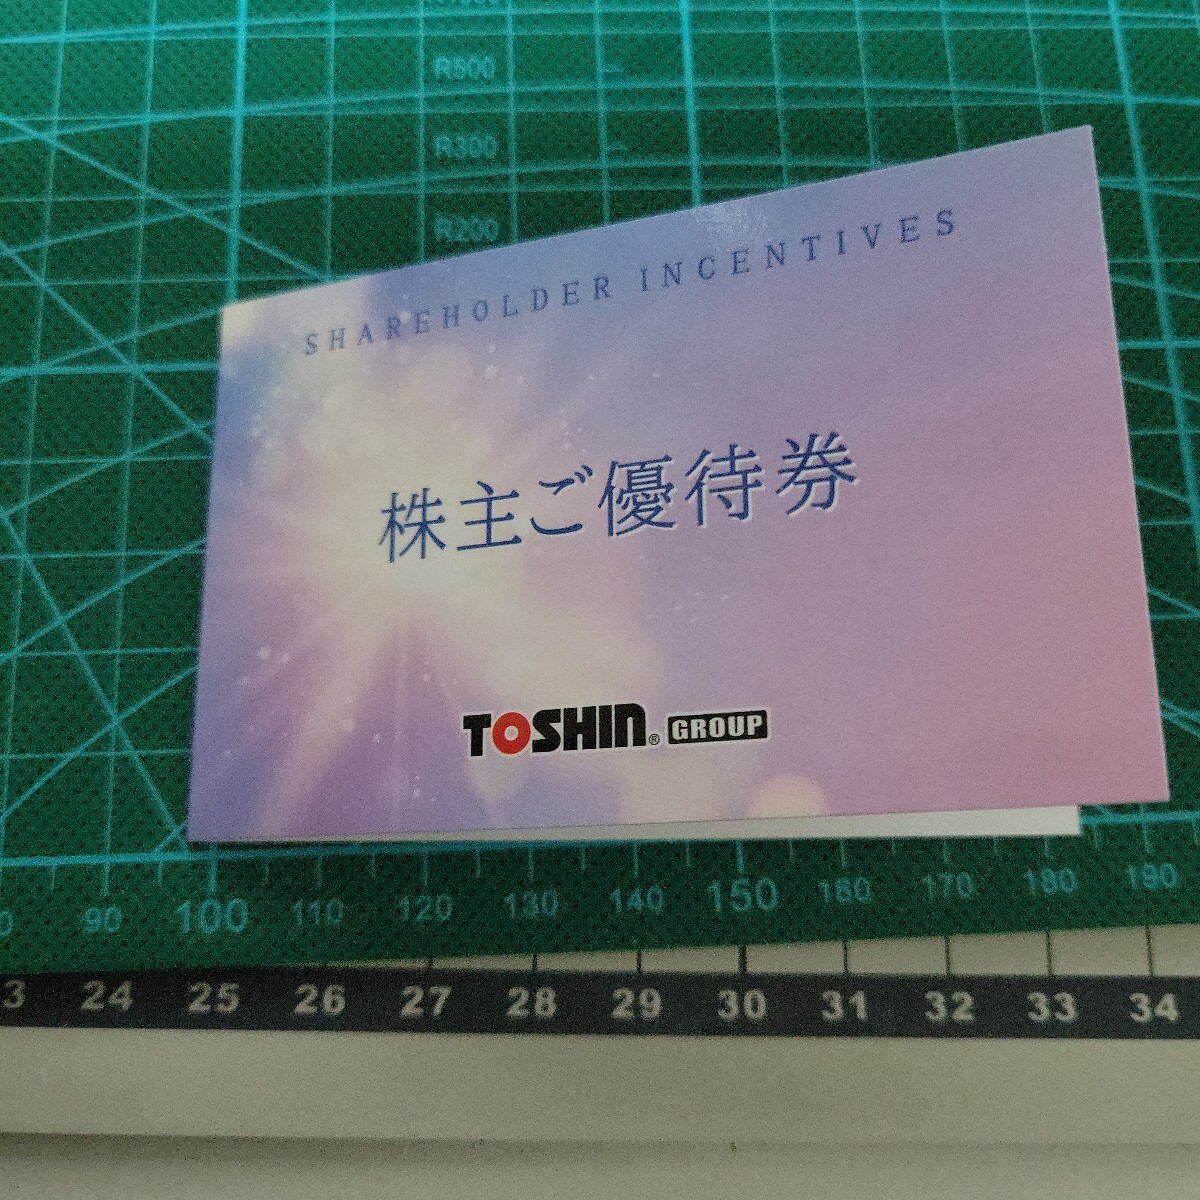 R500
R300
R200
SHAREHOLDER INCENTIVES
株主ご優待券
TOSHIN® GROUP
90 100 110 120 130 140 150 160 170 180 190
24 25 26 27 28 29 30 31 32 33 34